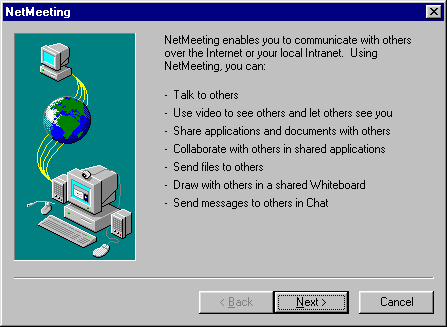 NetMeeting
NetMeeting enables you to communicate with others
over the Internet or your local Intranet. Using
NetMeeting, you can:
- Talk to others
- Use video to see others and let others see you
- Share applications and documents with others
- Collaborate with others in shared applications
- Send files to others
- Draw with others in a shared Whiteboard
- Send messages to others in Chat
< Back
Next >
Cancel